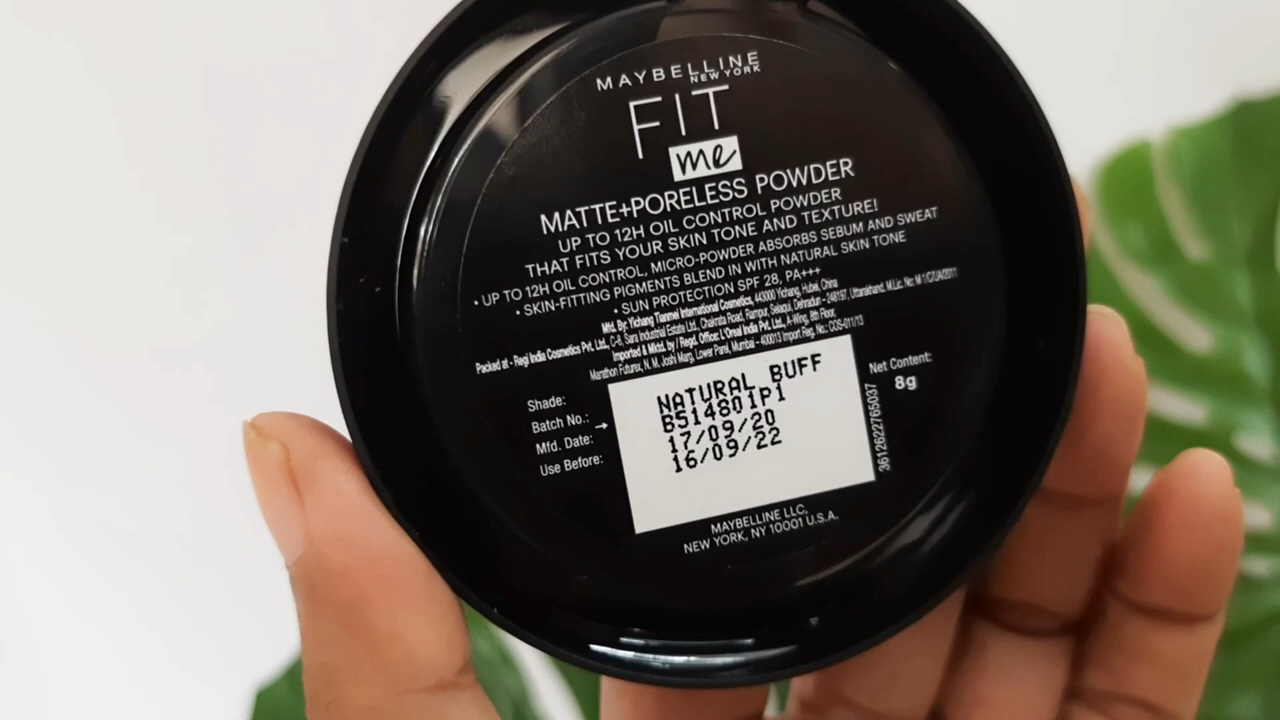 MAYBELLINE
NEW YORK
FIT
me
MATTE+PORELESS POWDER
UP TO 12H OIL CONTROL POWDER
THAT FITS YOUR SKIN TONE AND TEXTURE!
• UP TO 12H OIL CONTROL, MICRO-POWDER ABSORBS SEBUM AND SWEAT
• SKIN-FITTING PIGMENTS BLEND IN WITH NATURAL SKIN TONE
• SUN PROTECTION SPF 28, PA+++
Mfd. By: Yichang Tianmei International Cosmetics, 443000 Yichang, Hubei, China
Packed at - Regi India Cosmetics Pvt. Ltd., C-8, Sara Industrial Estate Ltd., Chakrata Road, Rampur, Selaqui, Dehradun - 248197, Uttarakhand. M.Lic. No: M 1/C/UA/2011
Imported & Mktd. by / Regd. Office: L'Oreal India Pvt. Ltd., A-Wing, 8th Floor,
Marathon Futurex, N. M. Joshi Marg, Lower Parel, Mumbai - 400013 Import Reg. No.: COS-011/13
Shade: NATURAL BUFF
Batch No.: → B514801P1
Mfd. Date: 17/09/20
Use Before: 16/09/22
Net Content:
8g
3612622765037
MAYBELLINE LLC,
NEW YORK, NY 10001 U.S.A.